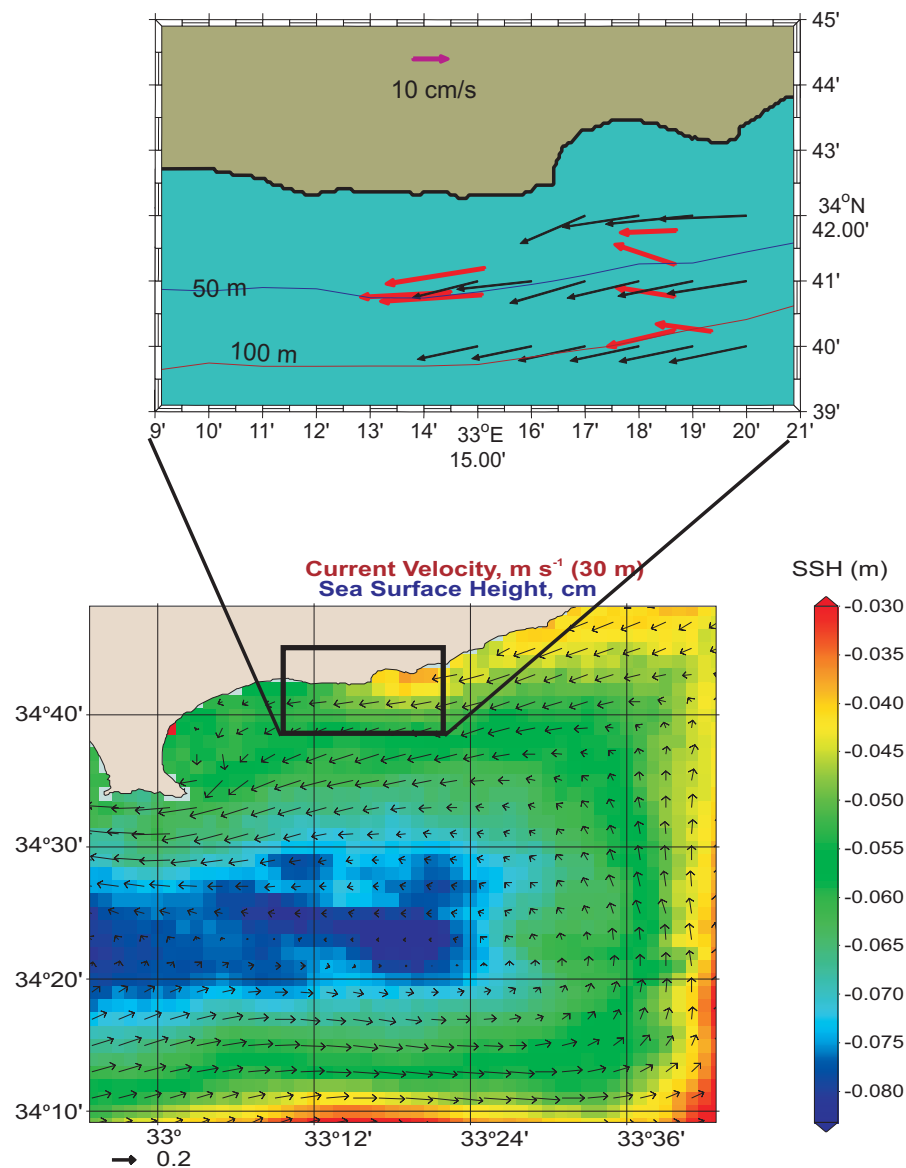 45'
44'
10 cm/s
43'
34°N
42.00'
41'
50 m
100 m
40'
39'
9' 10' 11' 12' 13' 14' 33°E 16' 17' 18' 19' 20' 21'
15.00'
Current Velocity, m s⁻¹ (30 m)
Sea Surface Height, cm
SSH (m)
-0.030
-0.035
34°40'
-0.040
-0.045
-0.050
34°30'
-0.055
-0.060
-0.065
34°20'
-0.070
-0.075
-0.080
34°10'
33° 33°12' 33°24' 33°36'
0.2